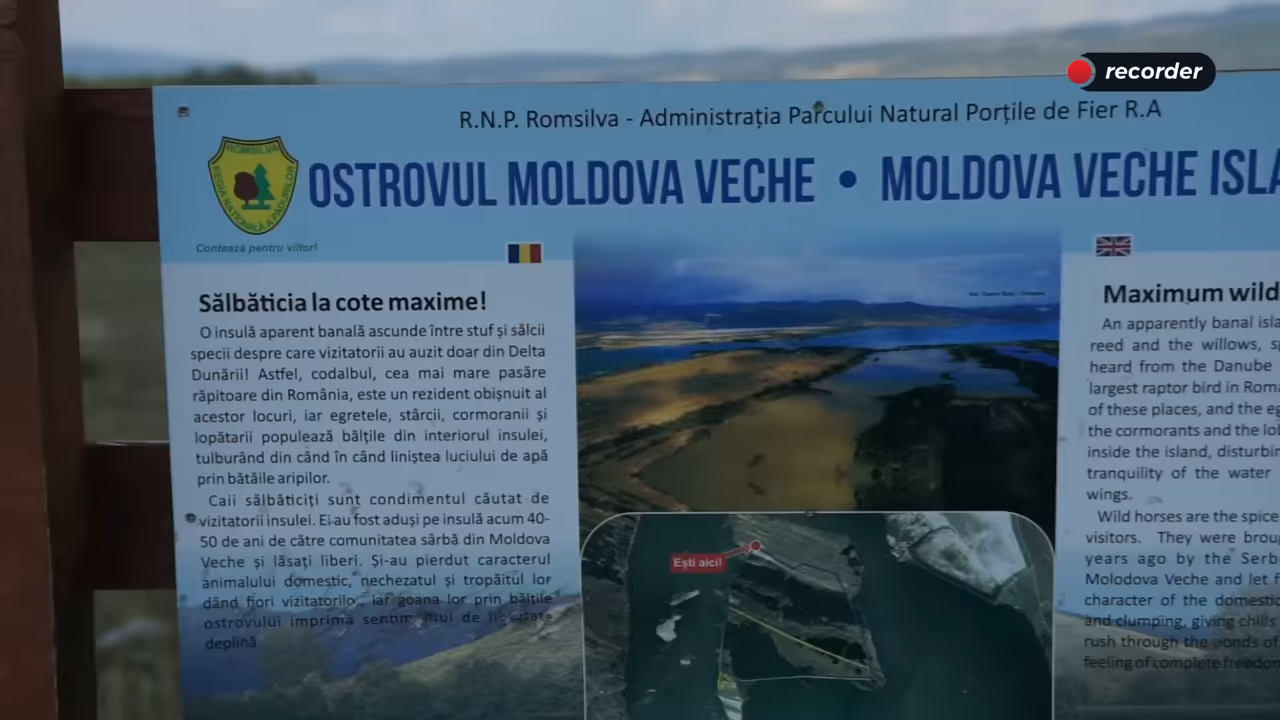 recorder
R.N.P. Romsilva - Administrația Parcului Natural Porțile de Fier R.A
ROMSILVA
REGIA NAȚIONALĂ A PĂDURILOR
OSTROVUL MOLDOVA VECHE • MOLDOVA VECHE ISLA
Contează pentru viitor!
Sălbăticia la cote maxime!
O insulă aparent banală ascunde între stuf și sălcii
specii despre care vizitatorii au auzit doar din Delta
Dunării! Astfel, codalbul, cea mai mare pasăre
răpitoare din România, este un rezident obișnuit al
acestor locuri, iar egretele, stârcii, cormoranii și
lopătarii populează bălțile din interiorul insulei,
tulburând din când în când liniștea luciului de apă
prin bătăile aripilor.
Caii sălbăticiți sunt condimentul căutat de
vizitatorii insulei. Ei au fost aduși pe insulă acum 40-
50 de ani de către comunitatea sârbă din Moldova
Veche și lăsați liberi. Și-au pierdut caracterul
animalului domestic, nechezatul și tropăitul lor
dând fiori vizitatorilor, iar goana lor prin bălțile
ostrovului imprimă sentimentul de libertate
deplină
Ești aici!
Maximum wild
An apparently banal isla
reed and the willows, sp
heard from the Danube
largest raptor bird in Roma
of these places, and the eg
the cormorants and the lob
inside the island, disturbin
tranquility of the water
wings.
Wild horses are the spice
visitors. They were broug
years ago by the Serb
Molodova Veche and let f
character of the domestic
and clumping, giving chills
rush through the ponds of
feeling of complete freedom